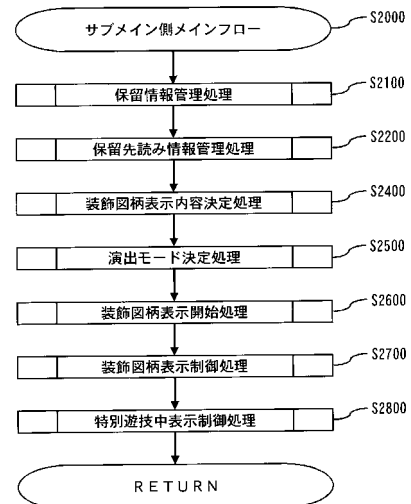 サブメイン側メインフロー
S2000
保留情報管理処理
S2100
保留先読み情報管理処理
S2200
装飾図柄表示内容決定処理
S2400
演出モード決定処理
S2500
装飾図柄表示開始処理
S2600
装飾図柄表示制御処理
S2700
特別遊技中表示制御処理
S2800
RETURN